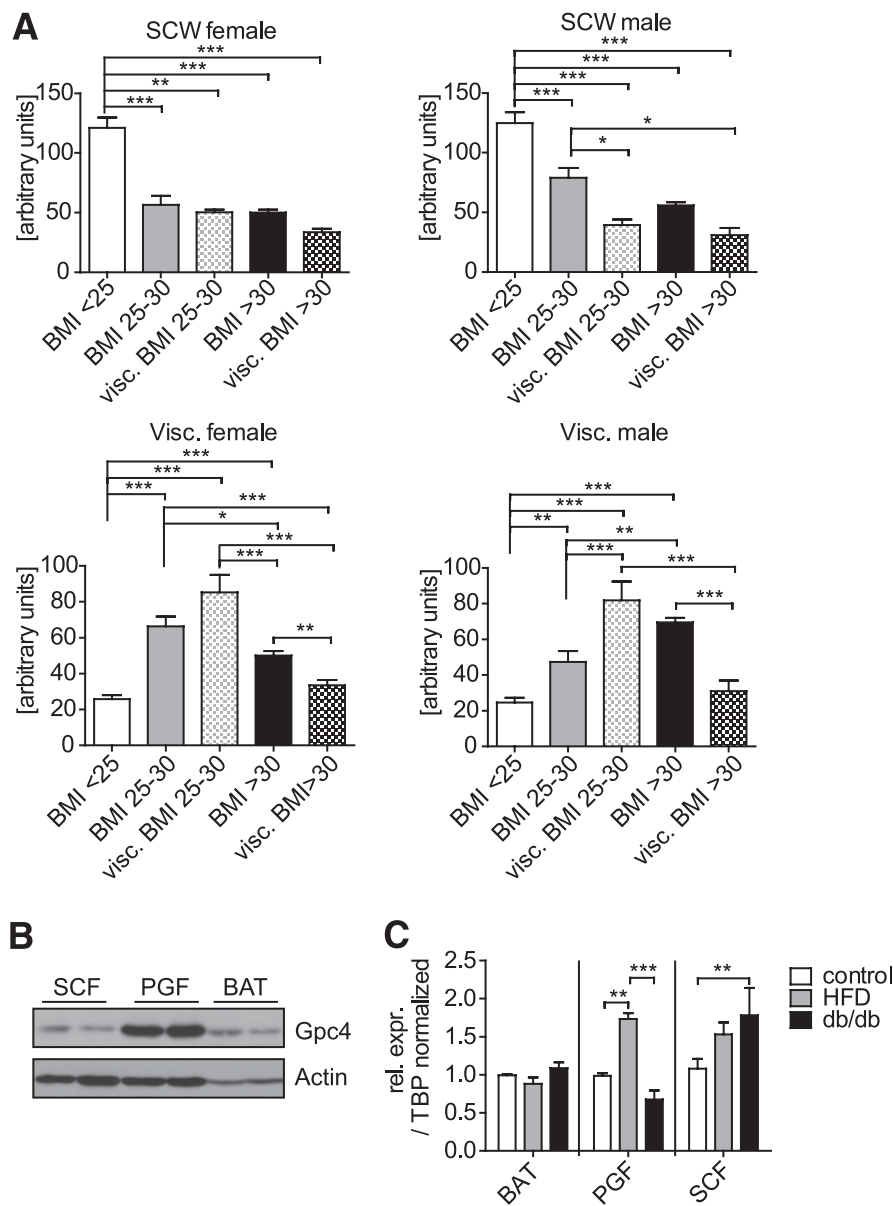 A
SCW female
***
***
**
***
[arbitrary units]
150
100
50
0
BMI <25
BMI 25-30
visc. BMI 25-30
BMI >30
visc. BMI >30
SCW male
***
***
***
***
*
*
[arbitrary units]
150
100
50
0
BMI <25
BMI 25-30
visc. BMI 25-30
BMI >30
visc. BMI >30
Visc. female
***
***
***
***
*
***
***
**
[arbitrary units]
100
80
60
40
20
0
BMI <25
BMI 25-30
visc. BMI 25-30
BMI >30
visc. BMI>30
Visc. male
***
***
**
**
***
***
***
[arbitrary units]
100
80
60
40
20
0
BMI <25
BMI 25-30
visc. BMI 25-30
BMI >30
visc. BMI >30
B
SCF PGF BAT
Gpc4
Actin
C
rel. expr.
/ TBP normalized
2.5
2.0
1.5
1.0
0.5
0.0
**
***
**
BAT
PGF
SCF
control
HFD
db/db